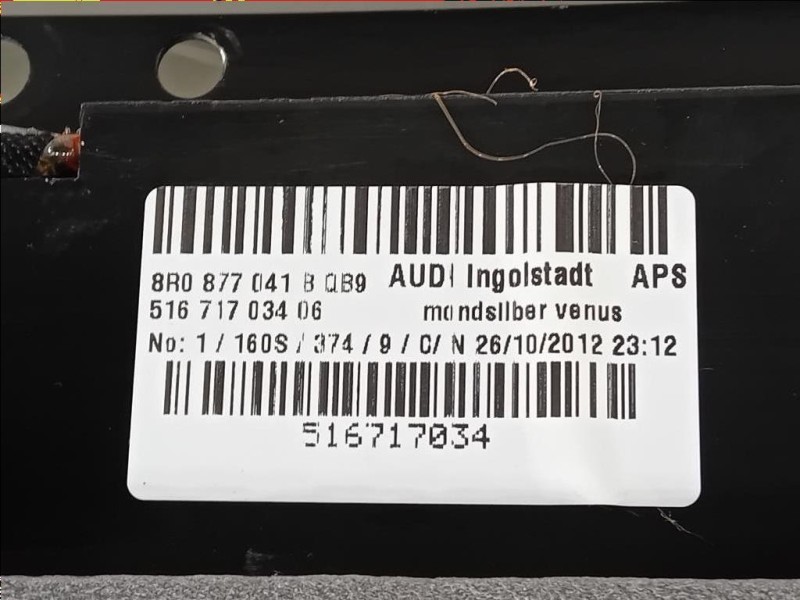 8R0 877 041 B QB9 AUDI Ingolstadt APS
516 717 034 06 mondsilber venus
No: 1 / 160S / 374 / 9 / C/ N 26/10/2012 23:12
516717034